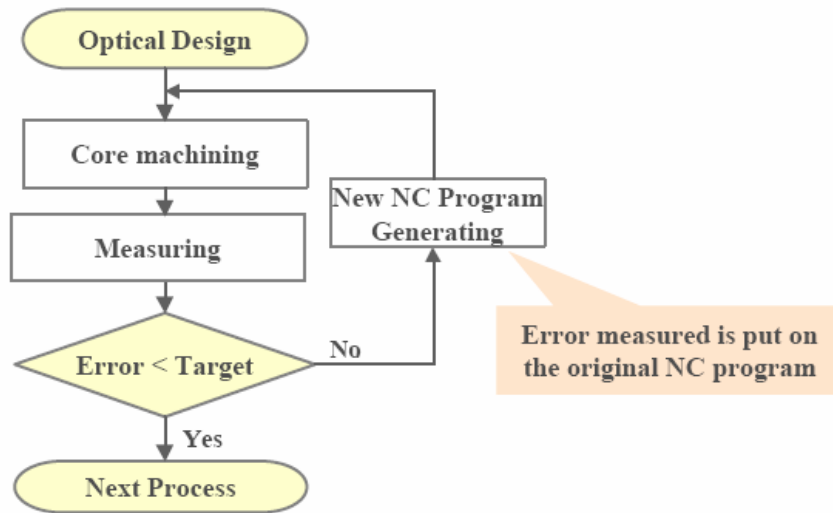 Optical Design
Core machining
New NC Program
Generating
Measuring
Error measured is put on
the original NC program
Error < Target
No
Yes
Next Process